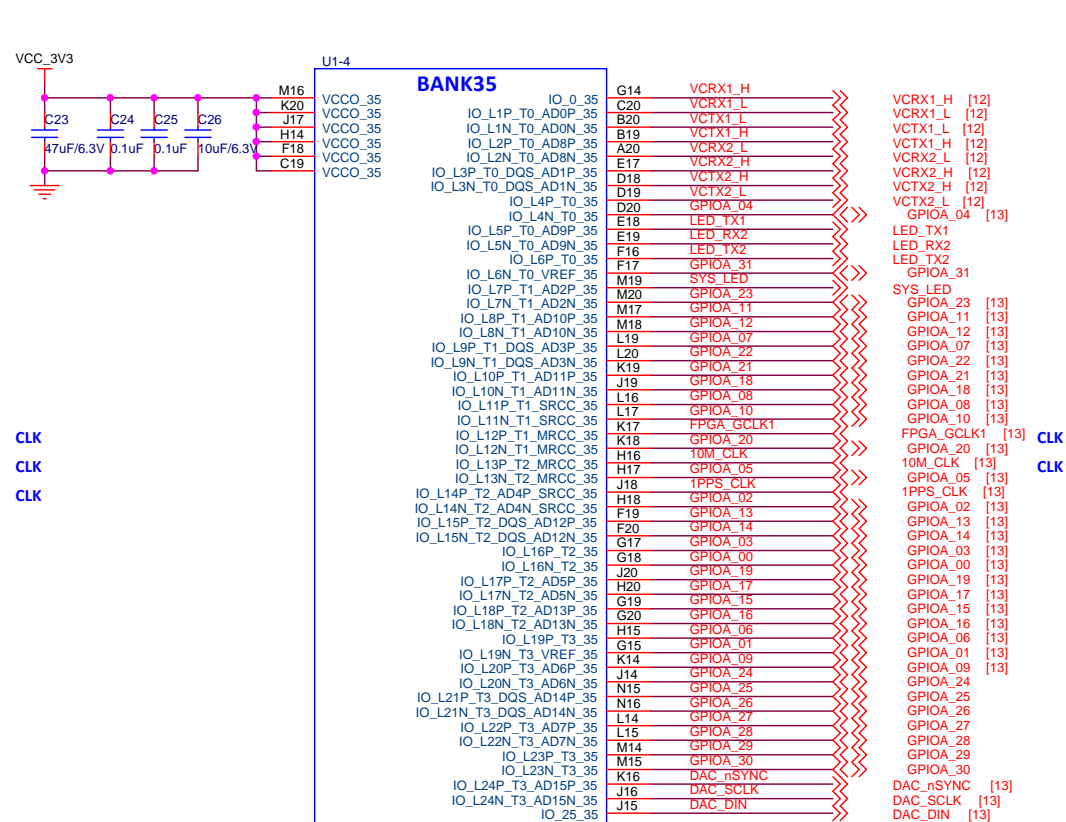 VCC_3V3
C23 C24 C25 C26
47uF/6.3V 0.1uF 0.1uF 10uF/6.3V
CLK
CLK
CLK
U1-4
BANK35
M16 VCCO_35
K20 VCCO_35
J17 VCCO_35
H14 VCCO_35
F18 VCCO_35
C19 VCCO_35
IO_0_35 G14 VCRX1_H VCRX1_H [12]
IO_L1P_T0_AD0P_35 C20 VCRX1_L VCRX1_L [12]
IO_L1N_T0_AD0N_35 B20 VCTX1_L VCTX1_L [12]
IO_L2P_T0_AD8P_35 B19 VCTX1_H VCTX1_H [12]
IO_L2N_T0_AD8N_35 A20 VCRX2_L VCRX2_L [12]
IO_L3P_T0_DQS_AD1P_35 E17 VCRX2_H VCRX2_H [12]
IO_L3N_T0_DQS_AD1N_35 D18 VCTX2_H VCTX2_H [12]
IO_L4P_T0_35 D19 VCTX2_L VCTX2_L [12]
IO_L4N_T0_35 D20 GPIOA_04 GPIOA_04 [13]
IO_L5P_T0_AD9P_35 E18 LED_TX1 LED_TX1
IO_L5N_T0_AD9N_35 E19 LED_RX2 LED_RX2
IO_L6P_T0_35 F16 LED_TX2 LED_TX2
IO_L6N_T0_VREF_35 F17 GPIOA_31 GPIOA_31
IO_L7P_T1_AD2P_35 M19 SYS_LED SYS_LED
IO_L7N_T1_AD2N_35 M20 GPIOA_23 GPIOA_23 [13]
IO_L8P_T1_AD10P_35 M17 GPIOA_11 GPIOA_11 [13]
IO_L8N_T1_AD10N_35 M18 GPIOA_12 GPIOA_12 [13]
IO_L9P_T1_DQS_AD3P_35 L19 GPIOA_07 GPIOA_07 [13]
IO_L9N_T1_DQS_AD3N_35 L20 GPIOA_22 GPIOA_22 [13]
IO_L10P_T1_AD11P_35 K19 GPIOA_21 GPIOA_21 [13]
IO_L10N_T1_AD11N_35 J19 GPIOA_18 GPIOA_18 [13]
IO_L11P_T1_SRCC_35 L16 GPIOA_08 GPIOA_08 [13]
IO_L11N_T1_SRCC_35 L17 GPIOA_10 GPIOA_10 [13]
IO_L12P_T1_MRCC_35 K17 FPGA_GCLK1 FPGA_GCLK1 [13] CLK
IO_L12N_T1_MRCC_35 K18 GPIOA_20 GPIOA_20 [13]
IO_L13P_T2_MRCC_35 H16 10M_CLK 10M_CLK [13] CLK
IO_L13N_T2_MRCC_35 H17 GPIOA_05 GPIOA_05 [13]
IO_L14P_T2_AD4P_SRCC_35 J18 1PPS_CLK 1PPS_CLK [13]
IO_L14N_T2_AD4N_SRCC_35 H18 GPIOA_02 GPIOA_02 [13]
IO_L15P_T2_DQS_AD12P_35 F19 GPIOA_13 GPIOA_13 [13]
IO_L15N_T2_DQS_AD12N_35 F20 GPIOA_14 GPIOA_14 [13]
IO_L16P_T2_35 G17 GPIOA_03 GPIOA_03 [13]
IO_L16N_T2_35 G18 GPIOA_00 GPIOA_00 [13]
IO_L17P_T2_AD5P_35 J20 GPIOA_19 GPIOA_19 [13]
IO_L17N_T2_AD5N_35 H20 GPIOA_17 GPIOA_17 [13]
IO_L18P_T2_AD13P_35 G19 GPIOA_15 GPIOA_15 [13]
IO_L18N_T2_AD13N_35 G20 GPIOA_16 GPIOA_16 [13]
IO_L19P_T3_35 H15 GPIOA_06 GPIOA_06 [13]
IO_L19N_T3_VREF_35 G15 GPIOA_01 GPIOA_01 [13]
IO_L20P_T3_AD6P_35 K14 GPIOA_09 GPIOA_09 [13]
IO_L20N_T3_AD6N_35 J14 GPIOA_24 GPIOA_24
IO_L21P_T3_DQS_AD14P_35 N15 GPIOA_25 GPIOA_25
IO_L21N_T3_DQS_AD14N_35 N16 GPIOA_26 GPIOA_26
IO_L22P_T3_AD7P_35 L14 GPIOA_27 GPIOA_27
IO_L22N_T3_AD7N_35 L15 GPIOA_28 GPIOA_28
IO_L23P_T3_35 M14 GPIOA_29 GPIOA_29
IO_L23N_T3_35 M15 GPIOA_30 GPIOA_30
IO_L24P_T3_AD15P_35 K16 DAC_nSYNC DAC_nSYNC [13]
IO_L24N_T3_AD15N_35 J16 DAC_SCLK DAC_SCLK [13]
IO_25_35 J15 DAC_DIN DAC_DIN [13]